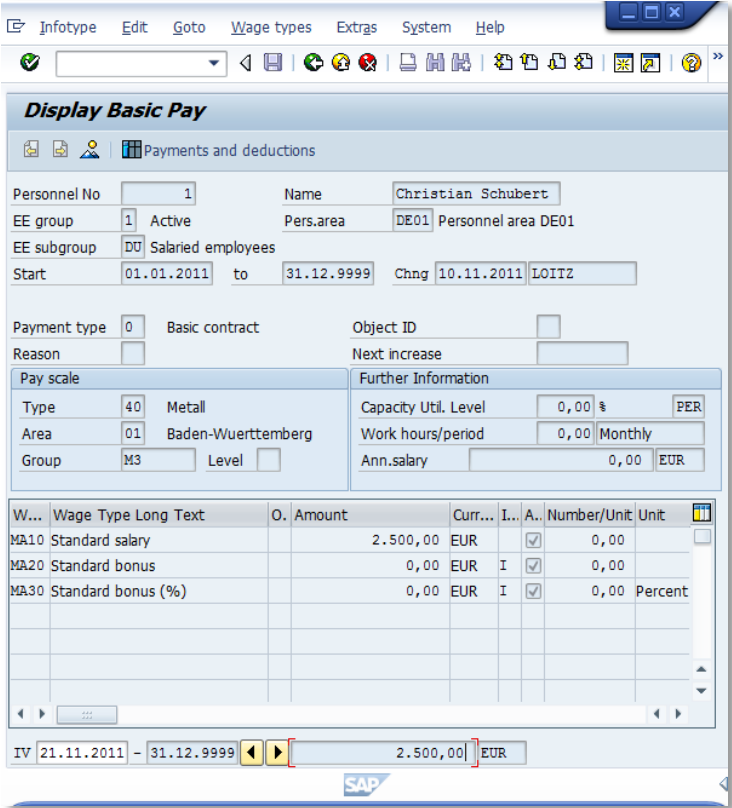 Infotype Edit Goto Wage types Extras System Help
Display Basic Pay
Payments and deductions
Personnel No 1 Name Christian Schubert
EE group 1 Active Pers.area DE01 Personnel area DE01
EE subgroup DU Salaried employees
Start 01.01.2011 to 31.12.9999 Chng 10.11.2011 LOITZ
Payment type 0 Basic contract Object ID
Reason Next increase
Pay scale Further Information
Type 40 Metall Capacity Util. Level 0,00 % PER
Area 01 Baden-Wuerttemberg Work hours/period 0,00 Monthly
Group M3 Level Ann.salary 0,00 EUR
W... Wage Type Long Text O. Amount Curr... I... A.. Number/Unit Unit
MA10 Standard salary 2.500,00 EUR 0,00
MA20 Standard bonus 0,00 EUR I 0,00
MA30 Standard bonus (%) 0,00 EUR I 0,00 Percent
IV 21.11.2011 - 31.12.9999 2.500,00 EUR
SAP